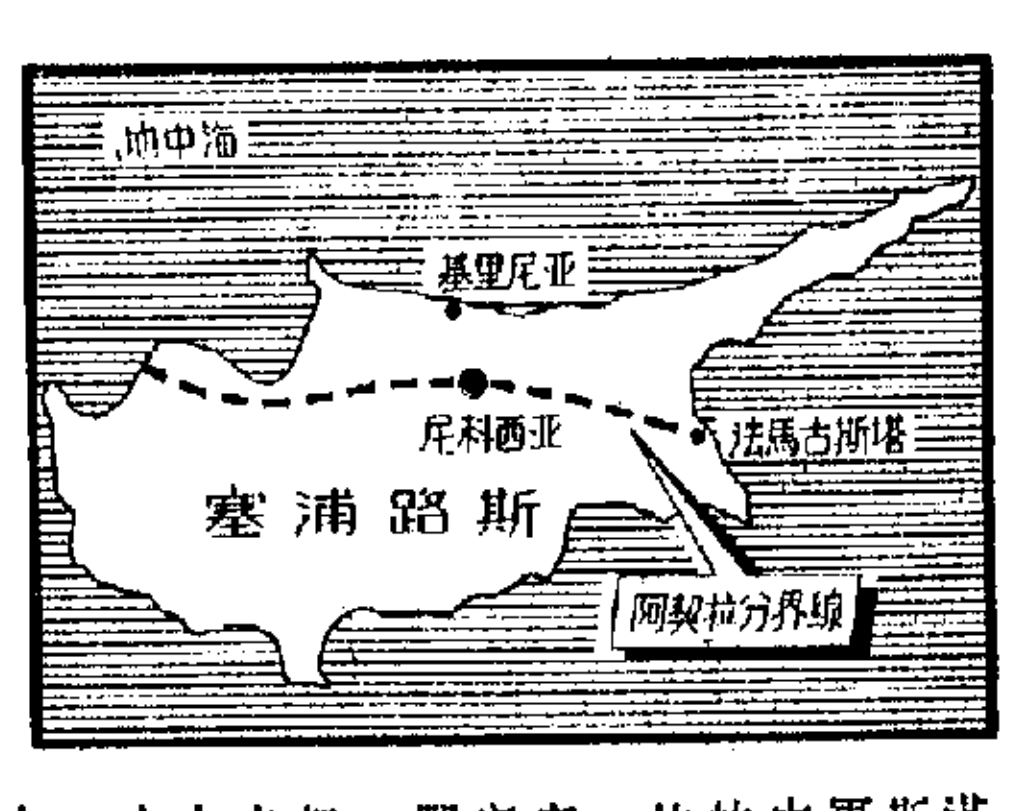 地中海
基里尼亚
尼科西亚
法馬古斯塔
塞浦路斯
阿契拉分界線